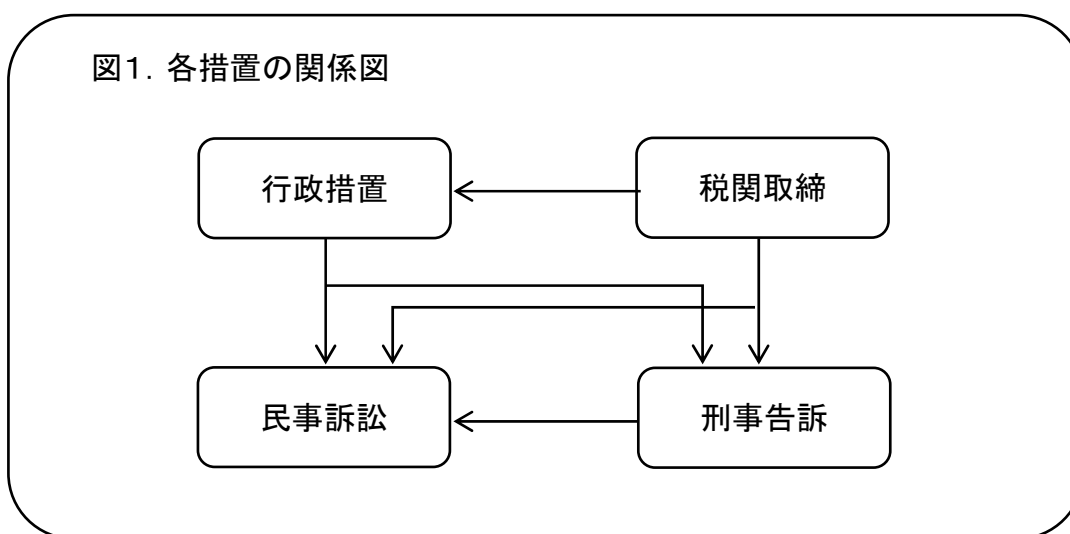 図1. 各措置の関係図
行政措置
税関取締
民事訴訟
刑事告訴